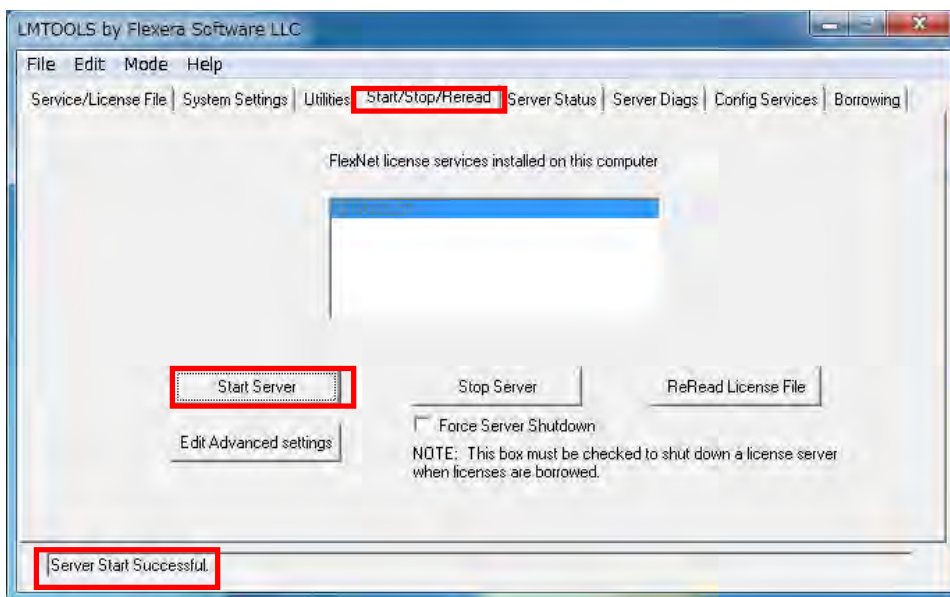 LMTOOLS by Flexera Software LLC
File Edit Mode Help
Service/License File System Settings Utilities Start/Stop/Reread Server Status Server Diags Config Services Borrowing
FlexNet license services installed on this computer
Start Server Stop Server ReRead License File
Force Server Shutdown
Edit Advanced settings
NOTE: This box must be checked to shut down a license server
when licenses are borrowed.
Server Start Successful.